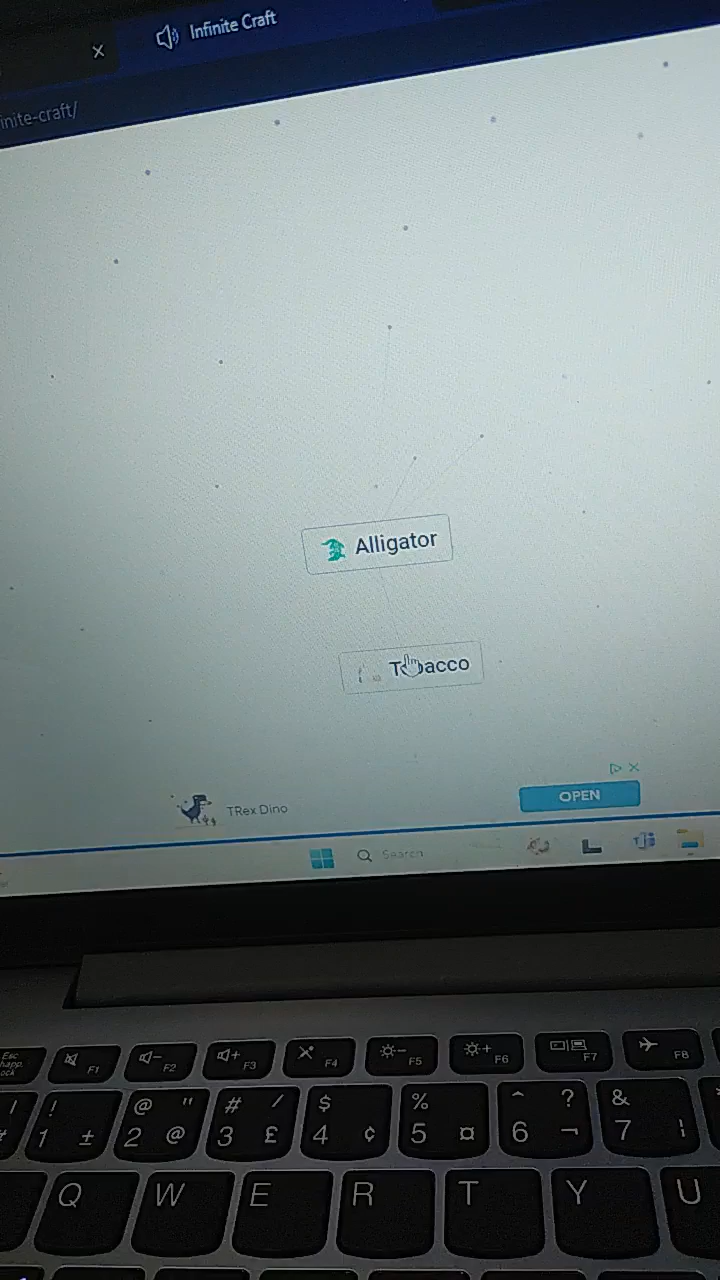 Infinite Craft
inite-craft/
Alligator
Tobacco
TRex Dino
OPEN
Search
Esc
F1 F2 F3 F4 F5 F6 F7 F8
! @ " # / $ % ^ ? &
1 ± 2 @ 3 £ 4 ¢ 5 ¤ 6 ¬ 7 ¦
Q W E R T Y U